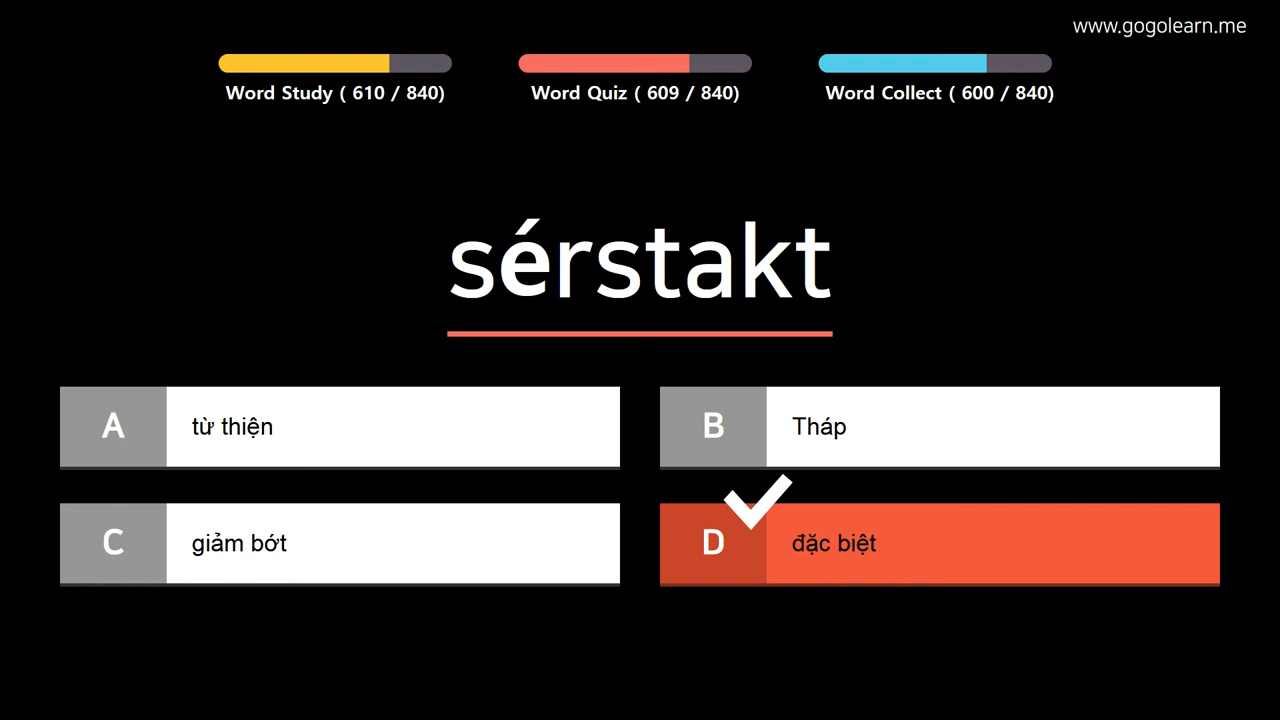 www.gogolearn.me
Word Study ( 610 / 840)
Word Quiz ( 609 / 840)
Word Collect ( 600 / 840)
sérstakt
A từ thiện
B Tháp
C giảm bớt
D đặc biệt